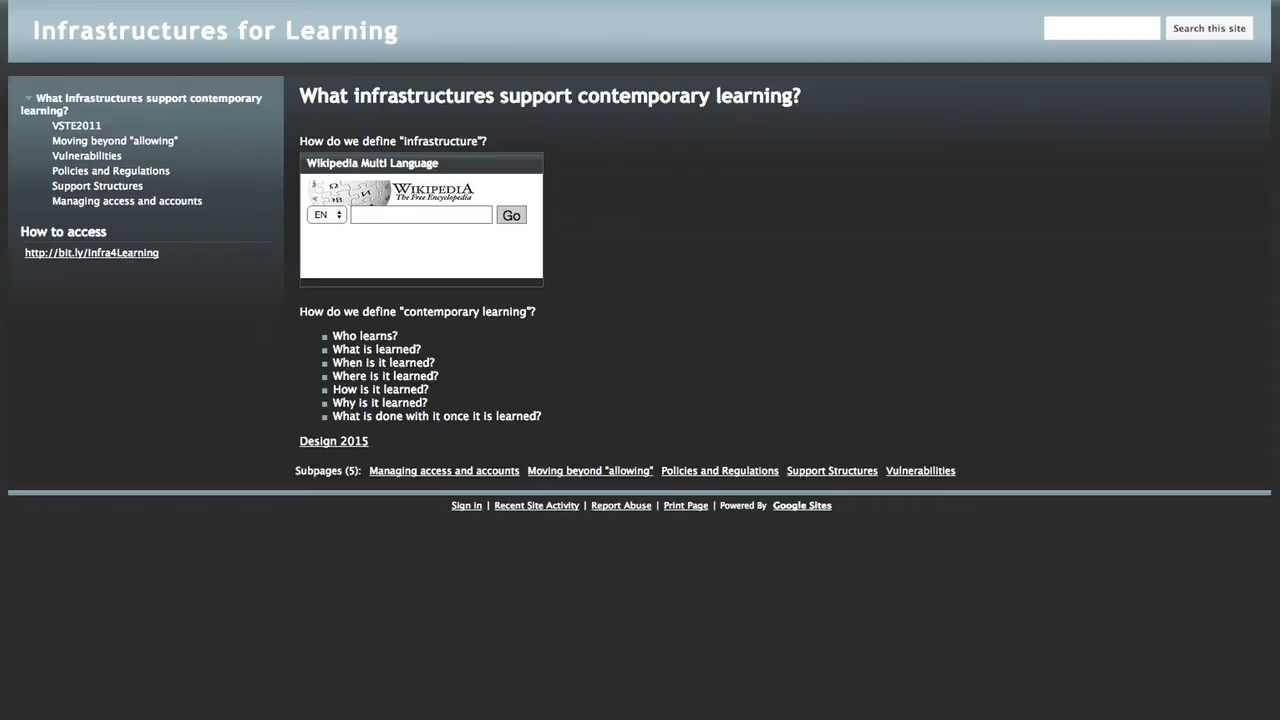 Infrastructures for Learning
Search this site
What infrastructures support contemporary
learning?
VSTE2011
Moving beyond "allowing"
Vulnerabilities
Policies and Regulations
Support Structures
Managing access and accounts
How to access
http://bit.ly/Infra4Learning
What infrastructures support contemporary learning?
How do we define "infrastructure"?
Wikipedia Multi Language
WIKIPEDIA
The Free Encyclopedia
EN Go
How do we define "contemporary learning"?
Who learns?
What is learned?
When is it learned?
Where is it learned?
How is it learned?
Why is it learned?
What is done with it once it is learned?
Design 2015
Subpages (5): Managing access and accounts Moving beyond "allowing" Policies and Regulations Support Structures Vulnerabilities
Sign in | Recent Site Activity | Report Abuse | Print Page | Powered By Google Sites